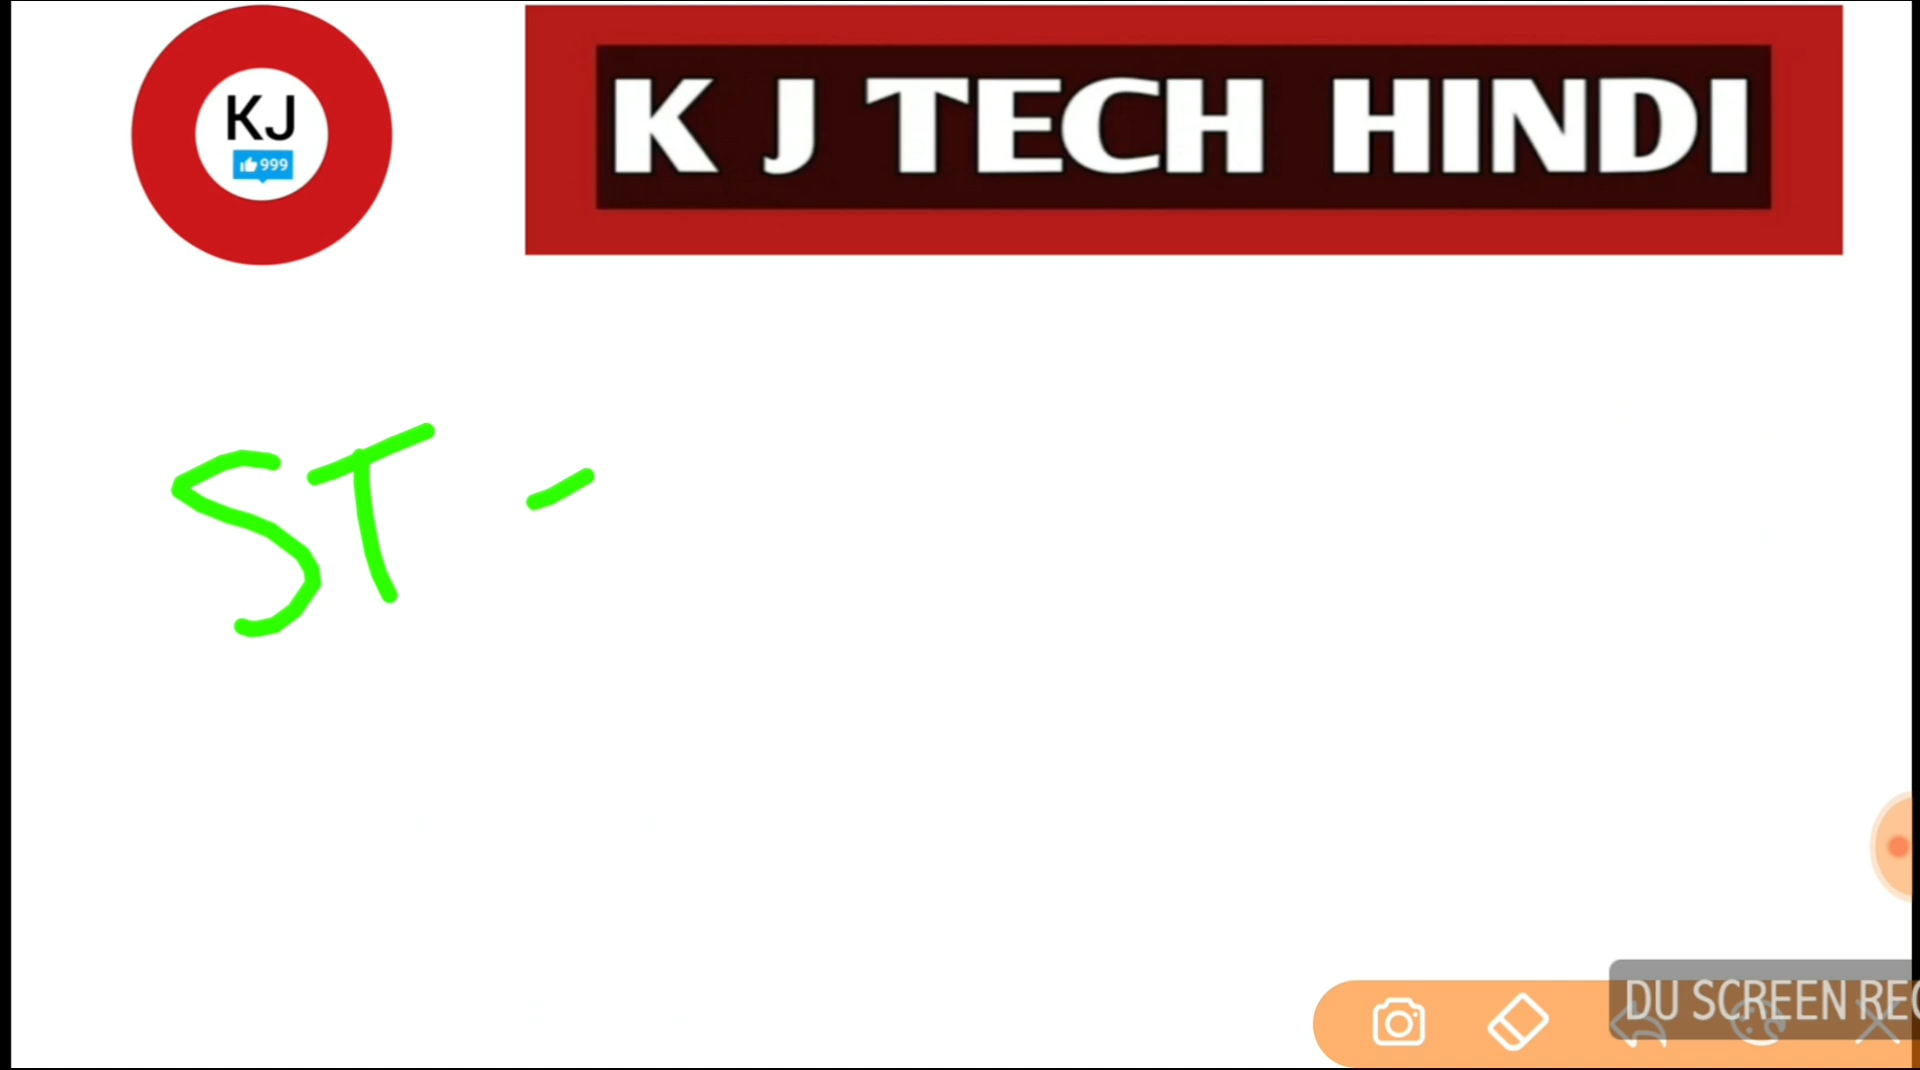 KJ
999
K J TECH HINDI
ST -
DU SCREEN REC